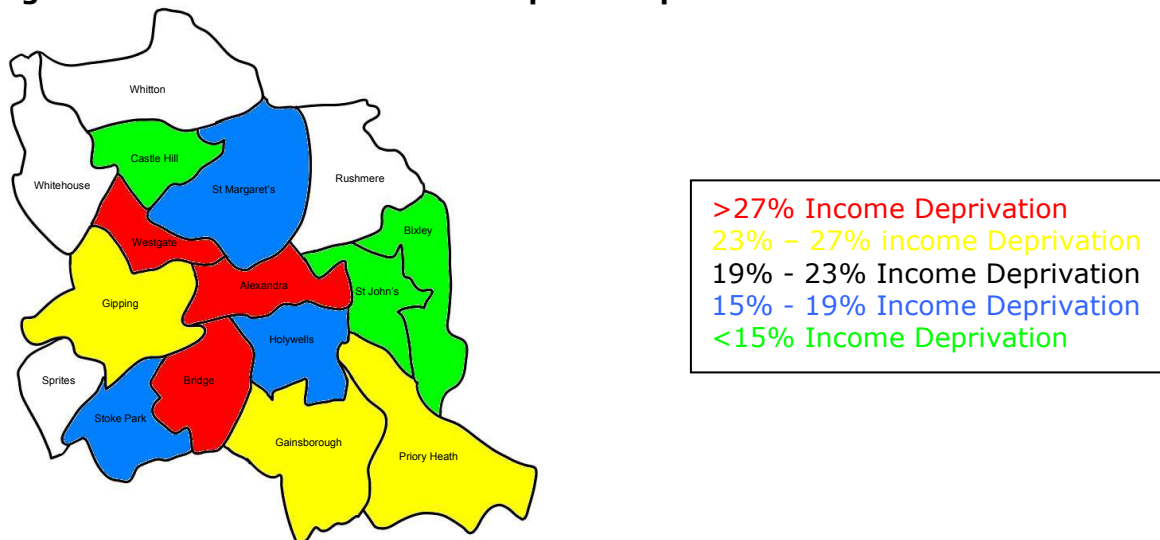 Whitton
Castle Hill
Whitehouse
St Margaret's
Rushmere
Westgate
Bixley
Alexandra
St John's
Gipping
Holywells
Sprites
Bridge
Stoke Park
Gainsborough
Priory Heath
>27% Income Deprivation
23% – 27% income Deprivation
19% - 23% Income Deprivation
15% - 19% Income Deprivation
<15% Income Deprivation